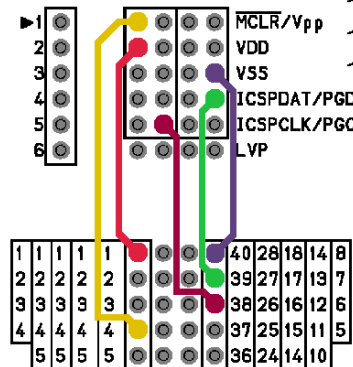 1 MCLR/Vpp
2 VDD
3 VSS
4 ICSPDAT/PGD
5 ICSPCLK/PGC
6 LVP
1 1 1 1 1 40 28 18 14 8
2 2 2 2 2 39 27 17 13 7
3 3 3 3 3 38 26 16 12 6
4 4 4 4 4 37 25 15 11 5
5 5 5 5 36 24 14 10